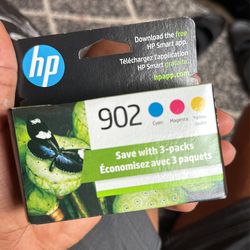 hp
Download the free
HP Smart app.
Téléchargez l'application
HP Smart gratuite.
hpapp.com
902
Cyan
Magenta
Yellow
Save with 3-packs
Économisez avec 3 paquets